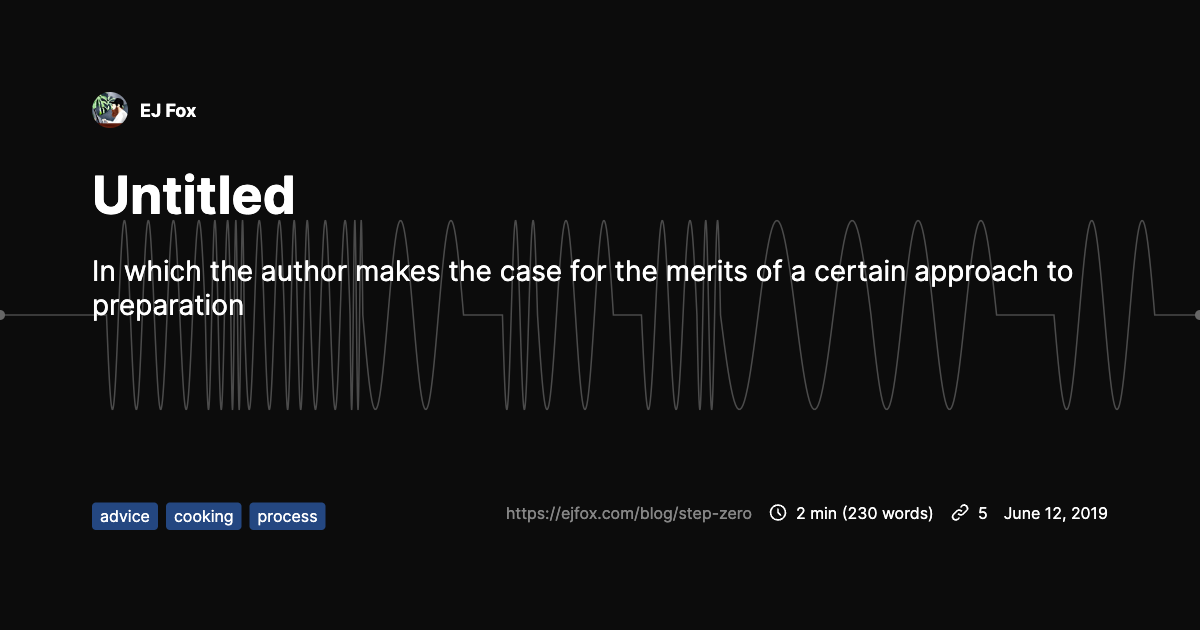 EJ Fox
Untitled
In which the author makes the case for the merits of a certain approach to
preparation
advice cooking process
https://ejfox.com/blog/step-zero 2 min (230 words) 5 June 12, 2019